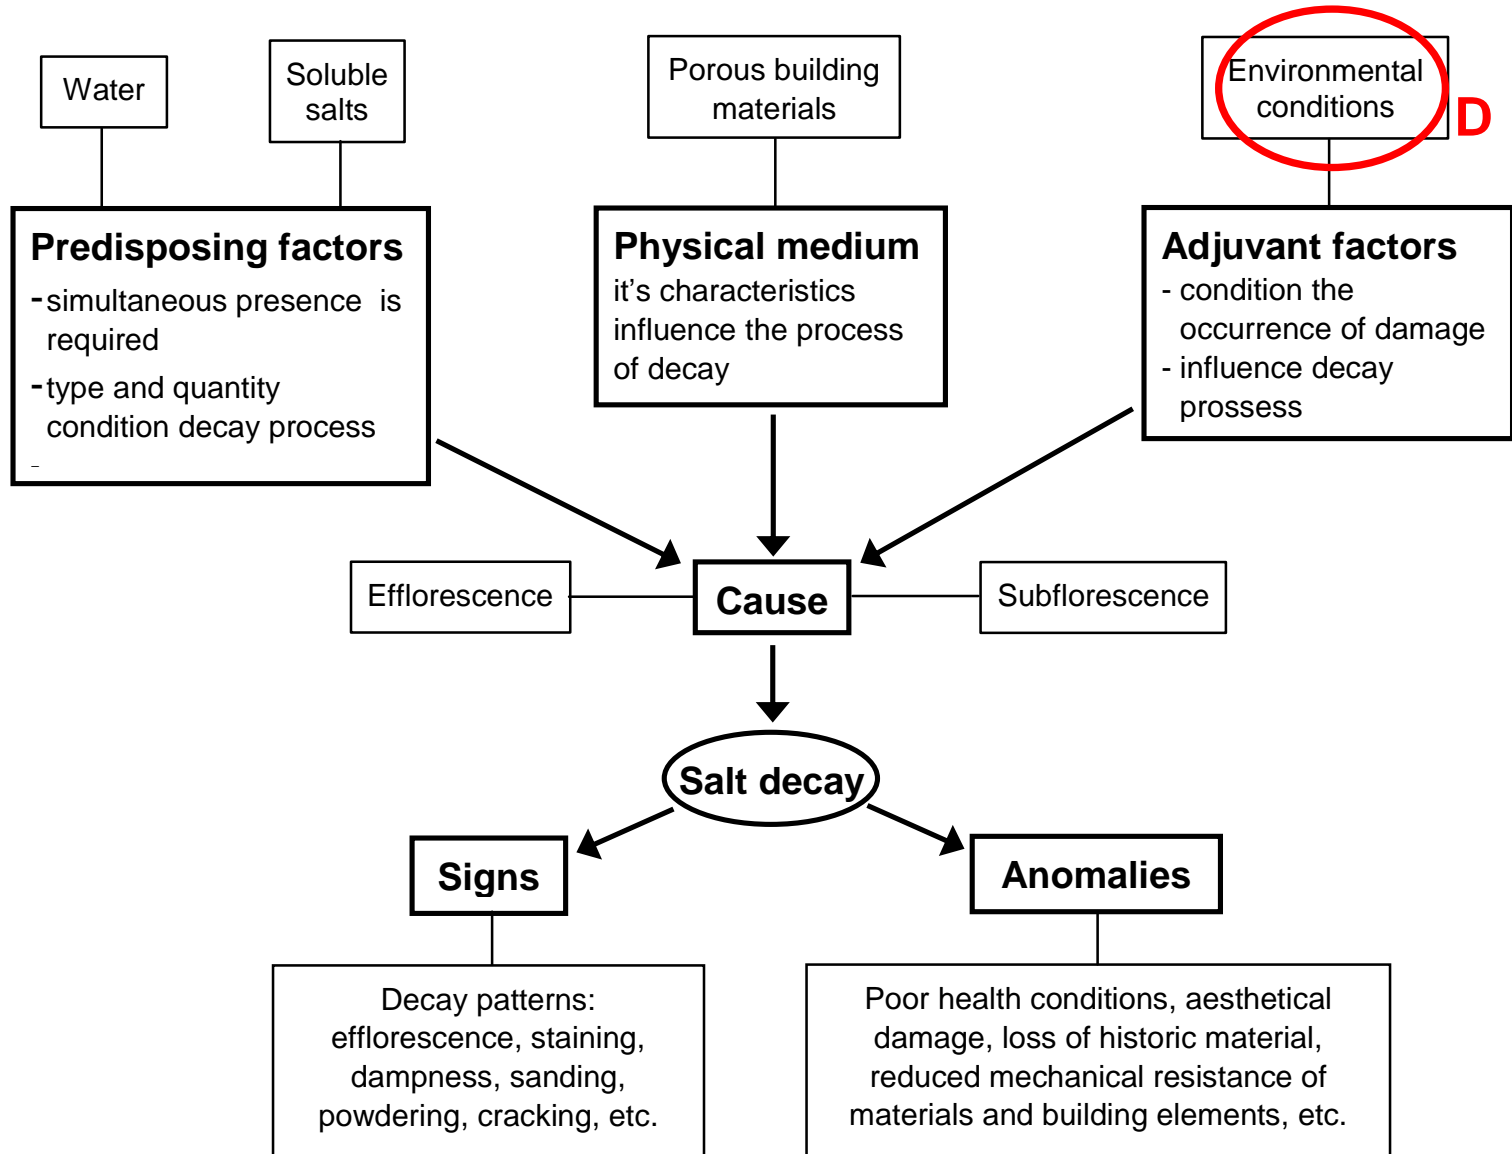 Water
Soluble
salts
Porous building
materials
Environmental
conditions
D
Predisposing factors
- simultaneous presence is
required
- type and quantity
condition decay process
-
Physical medium
it's characteristics
influence the process
of decay
Adjuvant factors
- condition the
occurrence of damage
- influence decay
prossess
Efflorescence
Cause
Subflorescence
Salt decay
Signs
Anomalies
Decay patterns:
efflorescence, staining,
dampness, sanding,
powdering, cracking, etc.
Poor health conditions, aesthetical
damage, loss of historic material,
reduced mechanical resistance of
materials and building elements, etc.